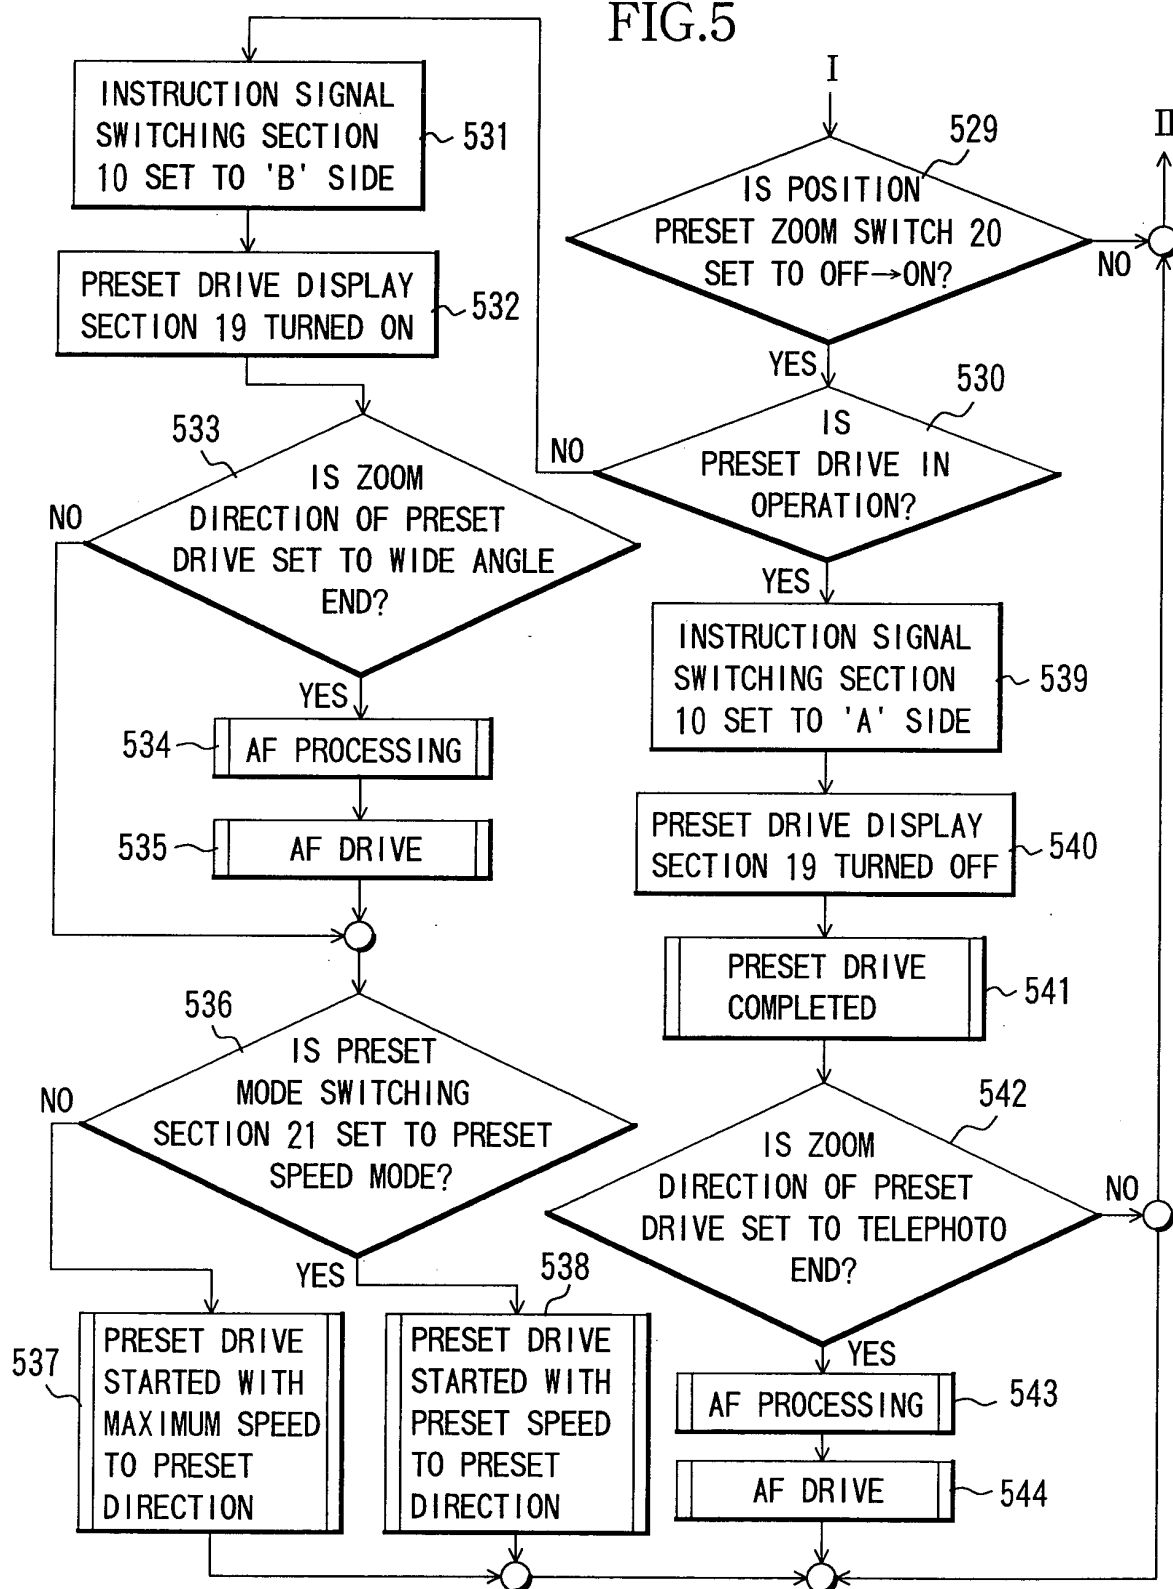 FIG.5
I
II
INSTRUCTION SIGNAL
SWITCHING SECTION
10 SET TO 'B' SIDE
531
PRESET DRIVE DISPLAY
SECTION 19 TURNED ON
532
529
IS POSITION
PRESET ZOOM SWITCH 20
SET TO OFF→ON?
NO
YES
530
IS
PRESET DRIVE IN
OPERATION?
NO
YES
533
IS ZOOM
DIRECTION OF PRESET
DRIVE SET TO WIDE ANGLE
END?
NO
YES
534
AF PROCESSING
535
AF DRIVE
INSTRUCTION SIGNAL
SWITCHING SECTION
10 SET TO 'A' SIDE
539
PRESET DRIVE DISPLAY
SECTION 19 TURNED OFF
540
PRESET DRIVE
COMPLETED
541
536
IS PRESET
MODE SWITCHING
SECTION 21 SET TO PRESET
SPEED MODE?
NO
YES
542
IS ZOOM
DIRECTION OF PRESET
DRIVE SET TO TELEPHOTO
END?
NO
YES
537
PRESET DRIVE
STARTED WITH
MAXIMUM SPEED
TO PRESET
DIRECTION
538
PRESET DRIVE
STARTED WITH
PRESET SPEED
TO PRESET
DIRECTION
AF PROCESSING
543
AF DRIVE
544